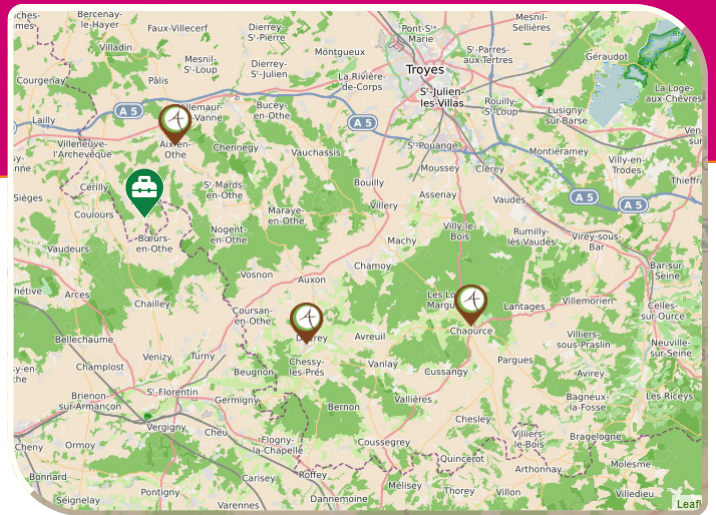 Bercenay-
le-Hayer
Faux-Villecerf
Dierrey-
Sᵗ-Pierre
Pont-Sᵗᵉ-
Marie
Mesnil-
Sellières
Villadin
Montgueux
Sᵗ-Parres-
aux-Tertres
Géraudot
Mesnil-
Sᵗ-Loup
Dierrey-
Sᵗ-Julien
Troyes
Courgenay
Pâlis
La Rivière-
de-Corps
Sᵗ-Julien-
les-Villas
La Loge-
aux-Chèvres
Bucey-
en-Othe
Rouilly-
Sᵗ-Loup
Lusigny-
sur-Barse
A 5
Lailly
A 5
Villeneuve-
l'Archevêque
Aix-en-
Othe
Chennegy
Vauchassis
Sᵗ-Pouange
Montiéramey
Moussey
Clérey
Villy-en-
Trodes
Thieffra
Cérilly
Sᵗ-Mards-
en-Othe
Bouilly
Assenay
Vaudes
A 5
A 5
Sièges
Coulours
Maraye-
en-Othe
Villery
Villy-le-
Bois
Rumilly-
lès-Vaudes
Virey-sous-
Bar
Bœurs-
en-Othe
Nogent-
en-Othe
Machy
Vaudeurs
Vosnon
Auxon
Chamoy
Bar-sur-
Seine
Arces
Chailley
Coursan-
en-Othe
Lantages
Villemorien
Celles-
sur-Ource
Bellechaume
Chaource
Villiers-
sous-Praslin
Neuville-
sur-Seine
Venizy
Turny
Avreuil
Champlost
Beugnon
Chessy-
les-Prés
Vanlay
Cussangy
Pargues
Avirey
Brienon-
sur-Armançon
Sᵗ-Florentin
Germigny
Bernon
Vallières
Bagneux-
la-Fosse
Les Riceys
Vergigny
Chéu
Chesley
Cheny
Ormoy
Flogny-
la-Chapelle
Coussegrey
Villiers-
le-Bois
Bragelogne
Quincerot
Arthonnay
Molesme
Bonnard
Carisey
Roffey
Seignelay
Pontigny
Varennes
Dannemoine
Mélisey
Thorey
Villon
Villedieu
Leafl